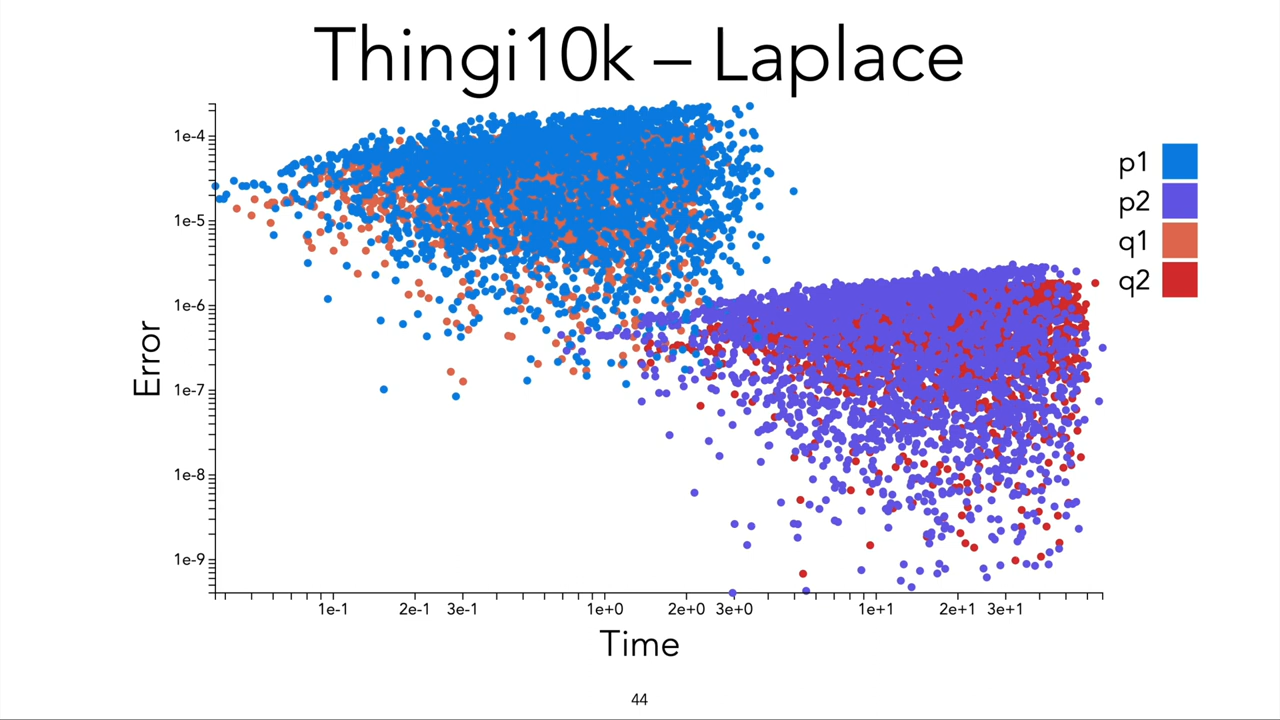 Thingi10k – Laplace
p1
p2
q1
q2
Error
1e-4
1e-5
1e-6
1e-7
1e-8
1e-9
1e-1 2e-1 3e-1 1e+0 2e+0 3e+0 1e+1 2e+1 3e+1
Time
44